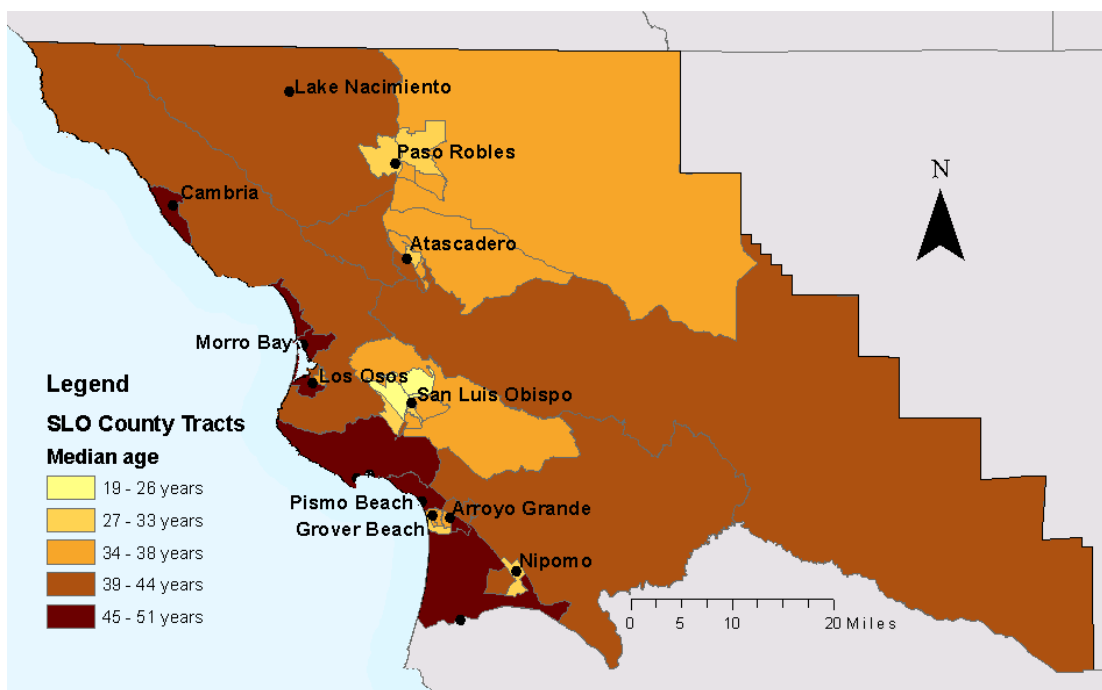 Lake Nacimiento
Paso Robles
N
Cambria
Atascadero
Morro Bay
Los Osos
San Luis Obispo
Legend
SLO County Tracts
Median age
19 - 26 years
27 - 33 years
34 - 38 years
39 - 44 years
45 - 51 years
Pismo Beach
Arroyo Grande
Grover Beach
Nipomo
0 5 10 20 Miles